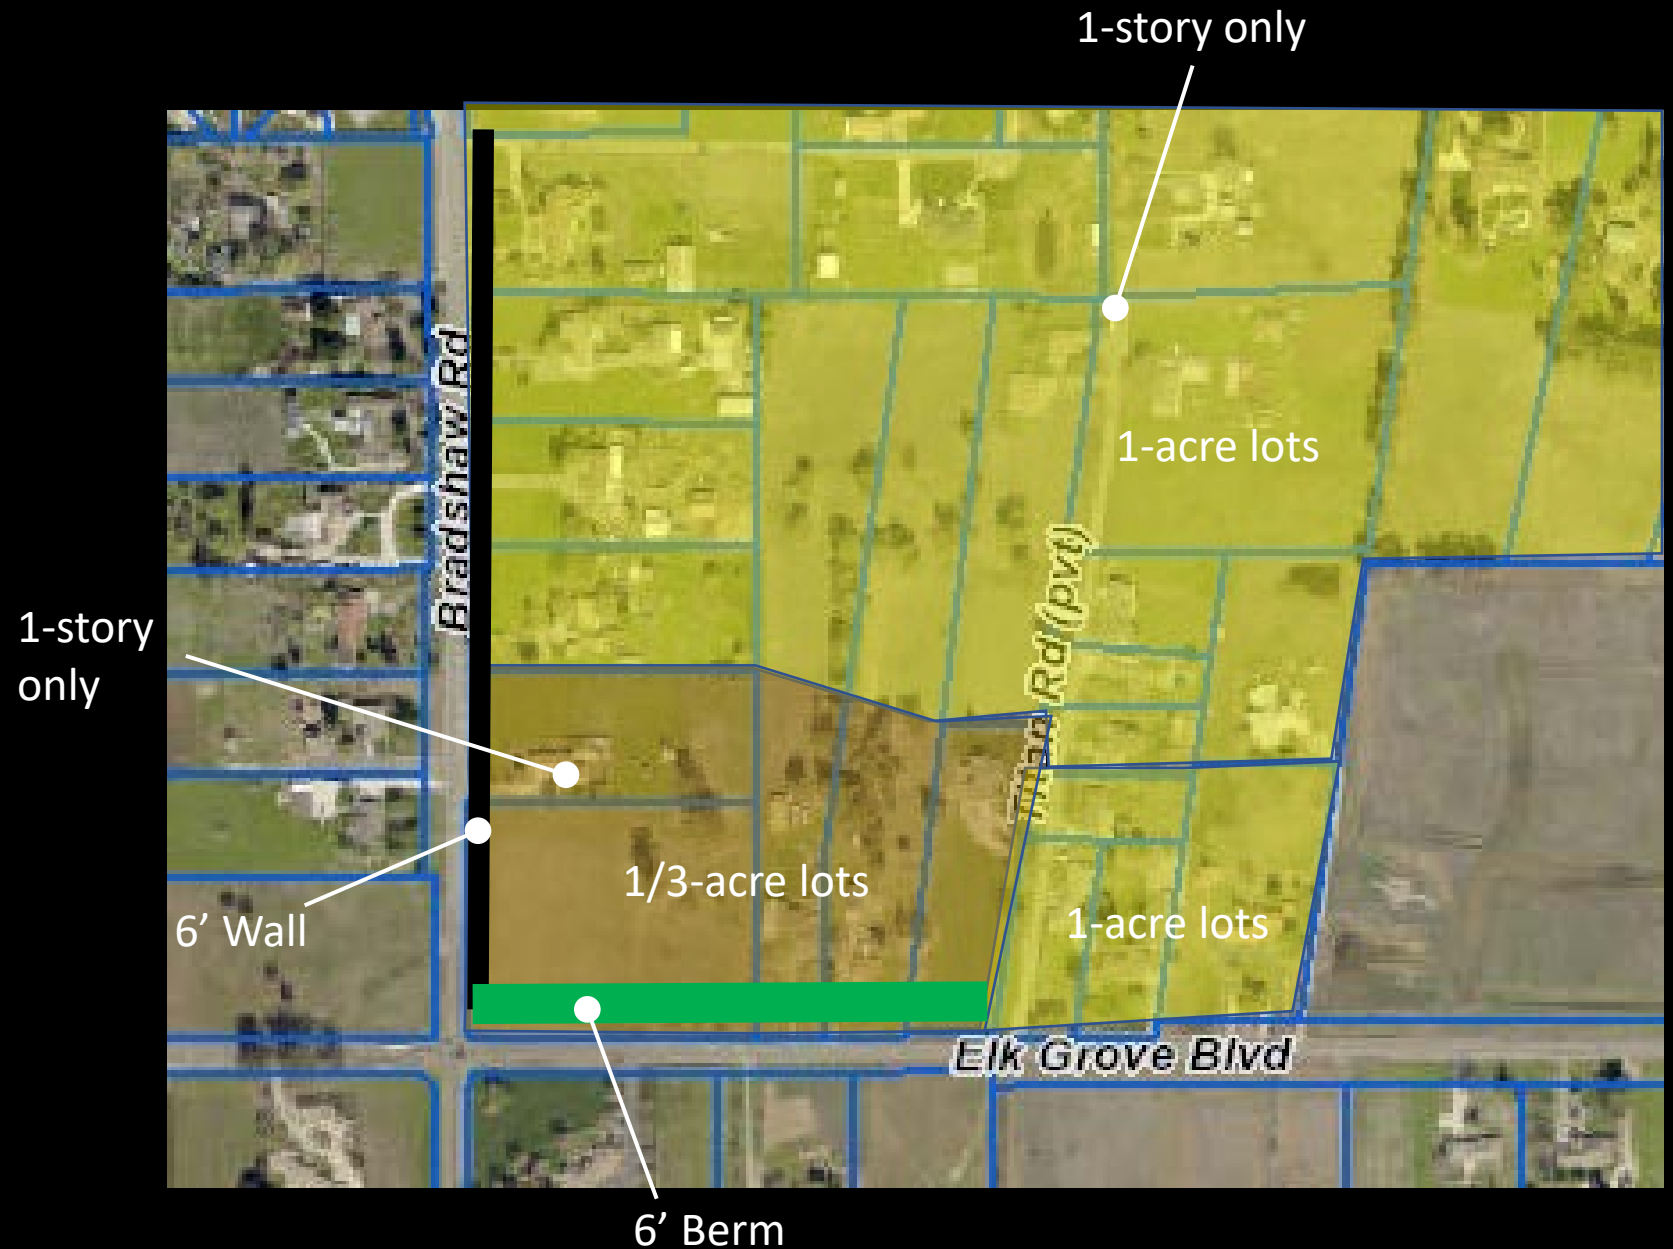 1-story only
Bradshaw Rd
1-acre lots
Rd (pvt)
1-story
only
1/3-acre lots
6’ Wall
1-acre lots
Elk Grove Blvd
6’ Berm